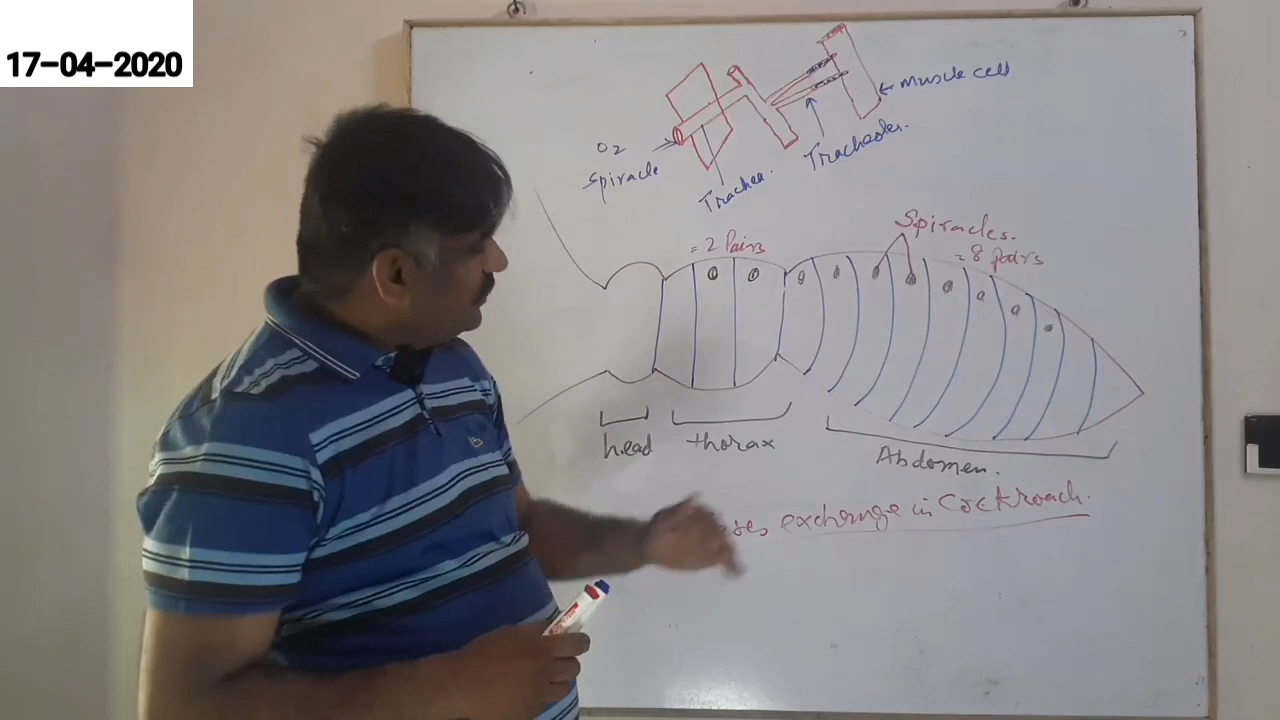 17-04-2020
← Muscle cell
O2
Spiracle
Trachea.
Tracheoles.
Spiracles.
= 2 Pairs
= 8 pairs
head
thorax
Abdomen.
exchange in Cockroach.